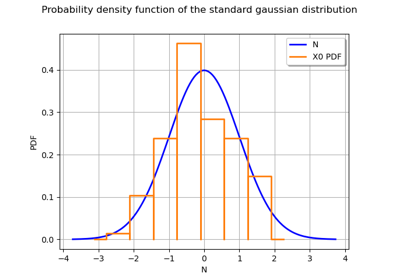 Probability density function of the standard gaussian distribution
N
X0 PDF
PDF
0.4
0.3
0.2
0.1
0.0
−4 −3 −2 −1 0 1 2 3 4
N